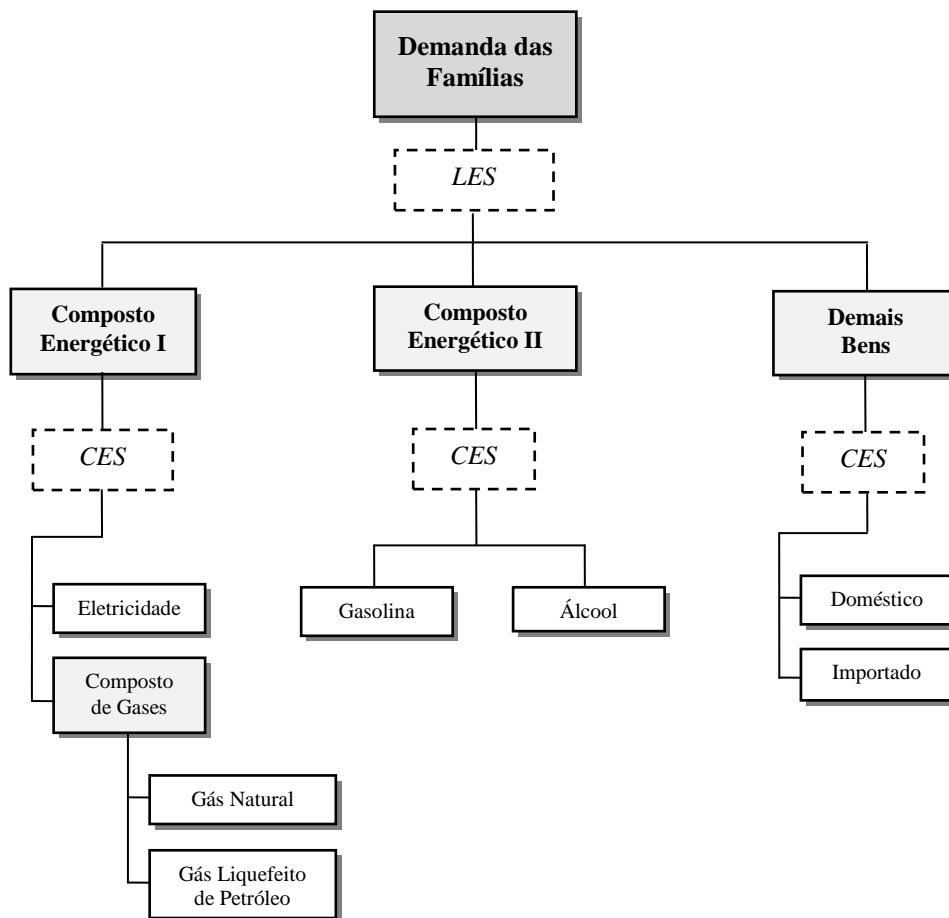 Demanda das
Famílias
LES
Composto
Energético I
Composto
Energético II
Demais
Bens
CES
CES
CES
Eletricidade
Gasolina
Álcool
Doméstico
Composto
de Gases
Importado
Gás Natural
Gás Liquefeito
de Petróleo